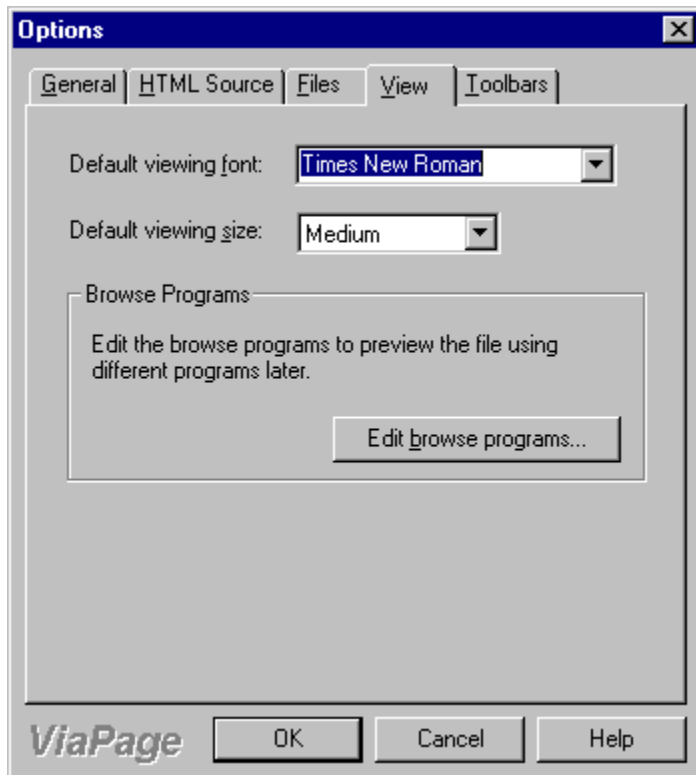 Options
General HTML Source Files View Toolbars
Default viewing font: Times New Roman
Default viewing size: Medium
Browse Programs
Edit the browse programs to preview the file using
different programs later.
Edit browse programs...
ViaPage OK Cancel Help